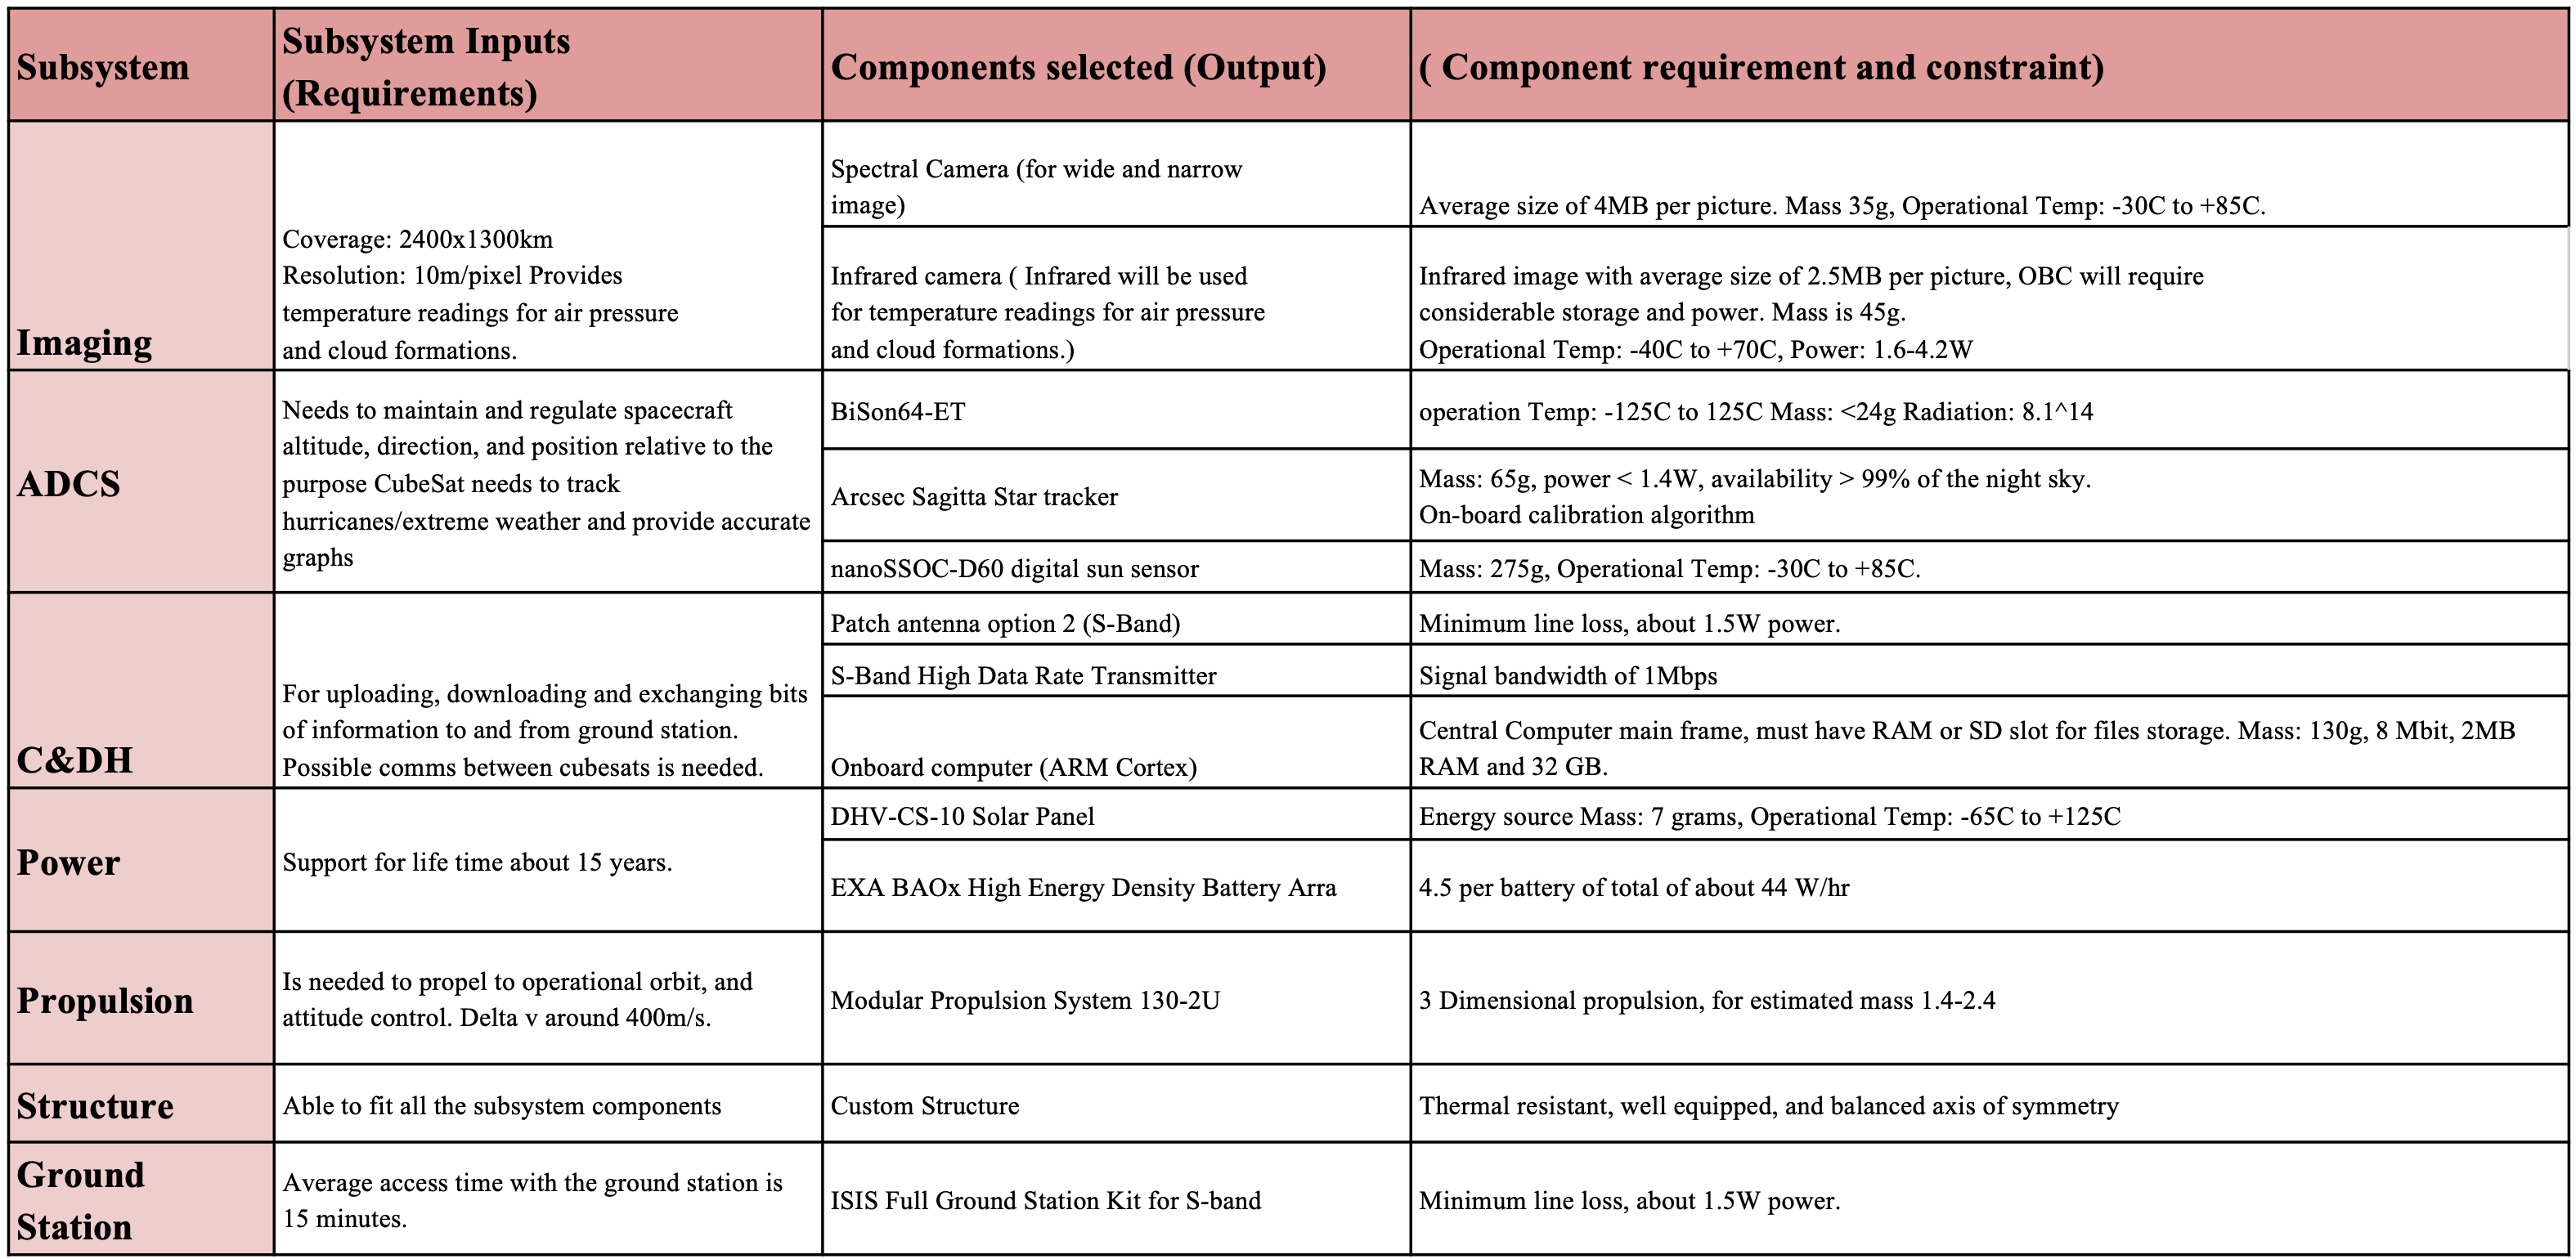 Subsystem
Subsystem Inputs
(Requirements)
Components selected (Output)
( Component requirement and constraint)
Imaging
Coverage: 2400x1300km
Resolution: 10m/pixel Provides
temperature readings for air pressure
and cloud formations.
Spectral Camera (for wide and narrow
image)
Average size of 4MB per picture. Mass 35g, Operational Temp: -30C to +85C.
Infrared camera ( Infrared will be used
for temperature readings for air pressure
and cloud formations.)
Infrared image with average size of 2.5MB per picture, OBC will require
considerable storage and power. Mass is 45g.
Operational Temp: -40C to +70C, Power: 1.6-4.2W
ADCS
Needs to maintain and regulate spacecraft
altitude, direction, and position relative to the
purpose CubeSat needs to track
hurricanes/extreme weather and provide accurate
graphs
BiSon64-ET
operation Temp: -125C to 125C Mass: <24g Radiation: 8.1^14
Arcsec Sagitta Star tracker
Mass: 65g, power < 1.4W, availability > 99% of the night sky.
On-board calibration algorithm
nanoSSOC-D60 digital sun sensor
Mass: 275g, Operational Temp: -30C to +85C.
C&DH
For uploading, downloading and exchanging bits
of information to and from ground station.
Possible comms between cubesats is needed.
Patch antenna option 2 (S-Band)
Minimum line loss, about 1.5W power.
S-Band High Data Rate Transmitter
Signal bandwidth of 1Mbps
Onboard computer (ARM Cortex)
Central Computer main frame, must have RAM or SD slot for files storage. Mass: 130g, 8 Mbit, 2MB
RAM and 32 GB.
Power
Support for life time about 15 years.
DHV-CS-10 Solar Panel
Energy source Mass: 7 grams, Operational Temp: -65C to +125C
EXA BAOx High Energy Density Battery Arra
4.5 per battery of total of about 44 W/hr
Propulsion
Is needed to propel to operational orbit, and
attitude control. Delta v around 400m/s.
Modular Propulsion System 130-2U
3 Dimensional propulsion, for estimated mass 1.4-2.4
Structure
Able to fit all the subsystem components
Custom Structure
Thermal resistant, well equipped, and balanced axis of symmetry
Ground
Station
Average access time with the ground station is
15 minutes.
ISIS Full Ground Station Kit for S-band
Minimum line loss, about 1.5W power.